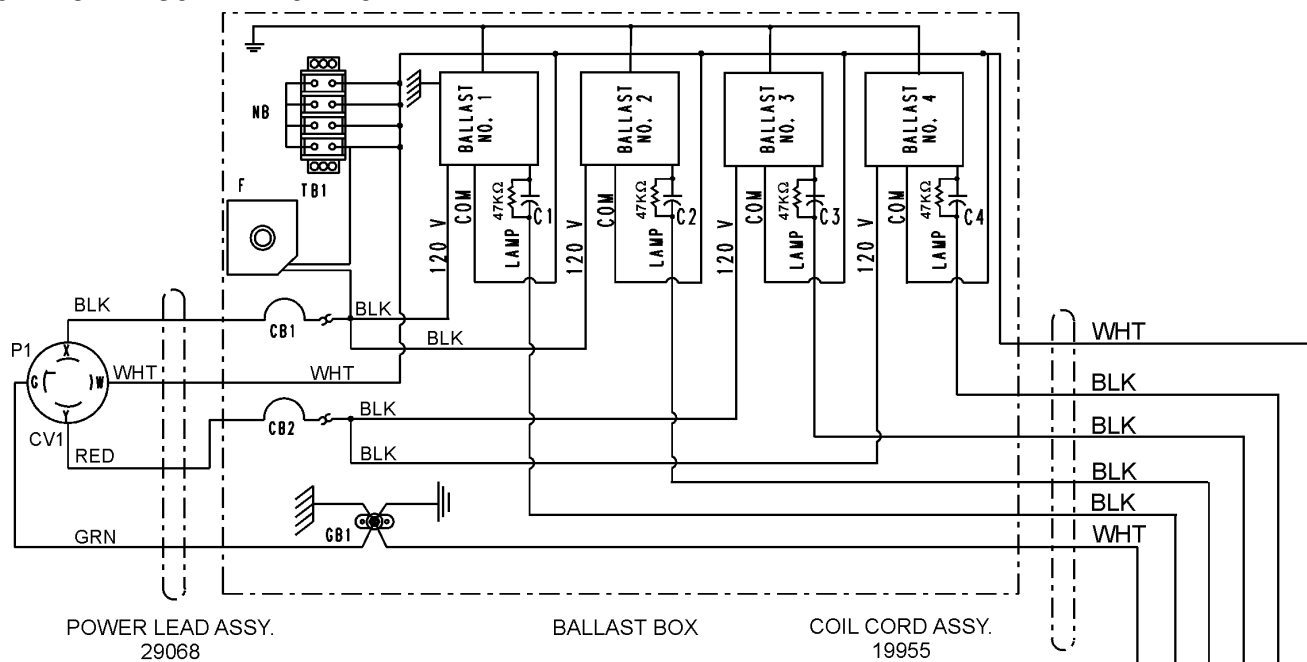 BALLAST NO. 1
BALLAST NO. 2
BALLAST NO. 3
BALLAST NO. 4
NB
TB1
F
120 V
COM
47KΩ
C1
LAMP
120 V
COM
47KΩ
C2
LAMP
120 V
COM
47KΩ
C3
LAMP
120 V
COM
47KΩ
C4
LAMP
BLK
CB1
BLK
BLK
P1
X
G
W
Y
WHT
WHT
CV1
RED
CB2
BLK
BLK
GRN
GB1
WHT
BLK
BLK
BLK
BLK
WHT
POWER LEAD ASSY.
29068
BALLAST BOX
COIL CORD ASSY.
19955